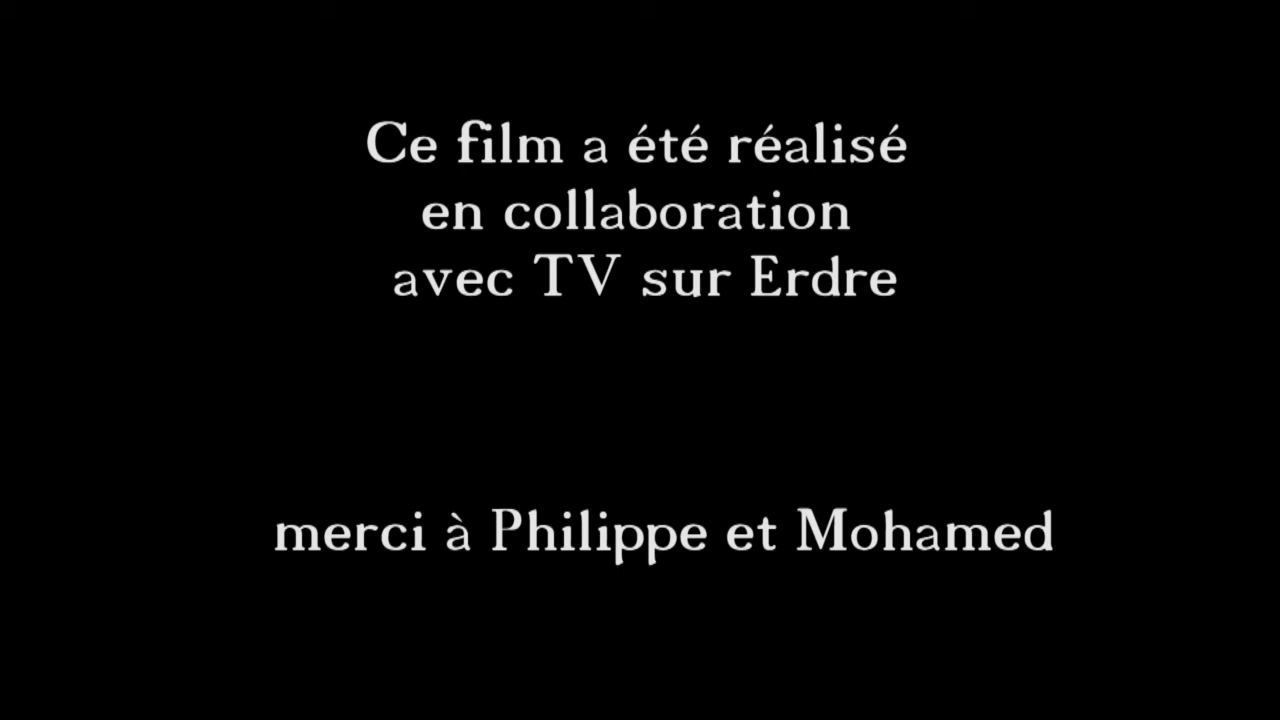 Ce film a été réalisé
en collaboration
avec TV sur Erdre
merci à Philippe et Mohamed